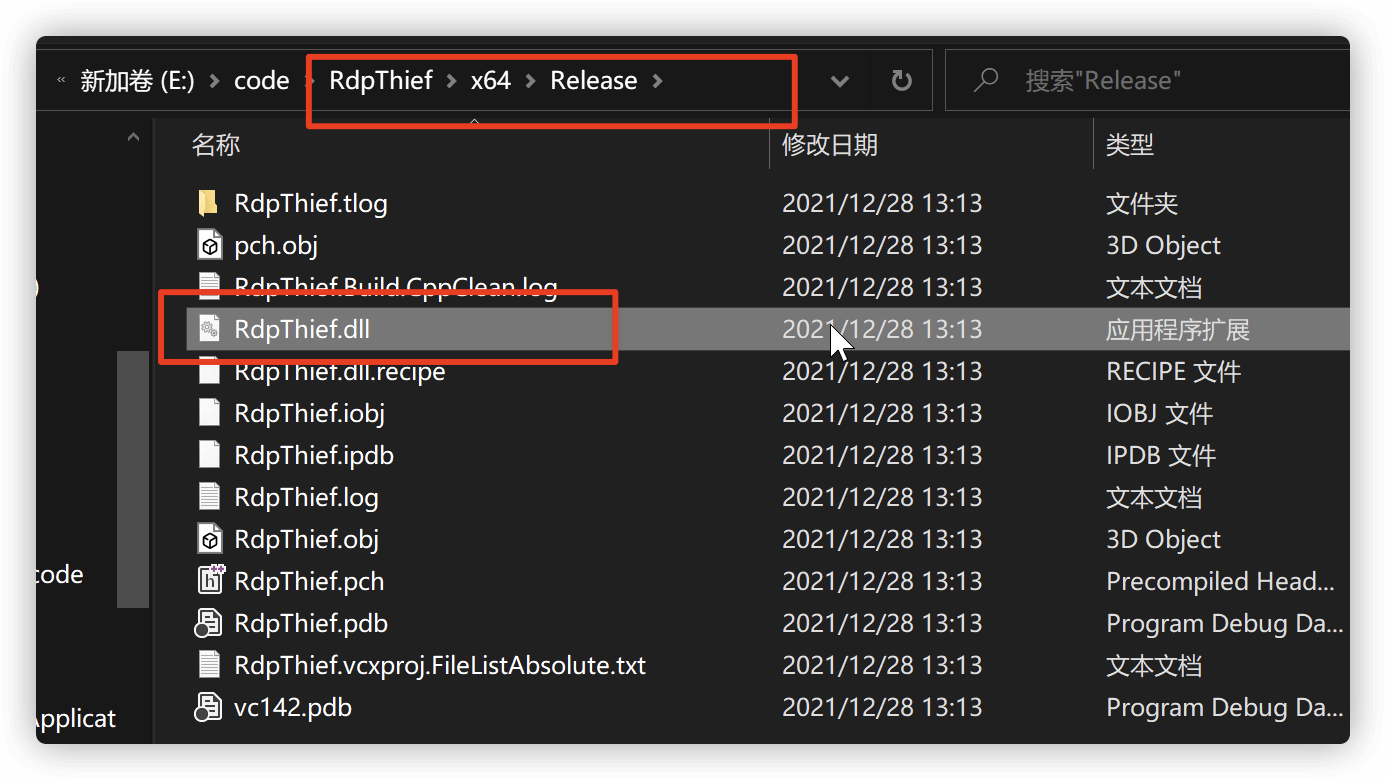 « 新加卷 (E:) > code > RdpThief > x64 > Release > 搜索"Release"
名称 修改日期 类型
RdpThief.tlog 2021/12/28 13:13 文件夹
pch.obj 2021/12/28 13:13 3D Object
RdpThief.Build.CppClean.log 2021/12/28 13:13 文本文档
RdpThief.dll 2021/12/28 13:13 应用程序扩展
RdpThief.dll.recipe 2021/12/28 13:13 RECIPE 文件
RdpThief.iobj 2021/12/28 13:13 IOBJ 文件
RdpThief.ipdb 2021/12/28 13:13 IPDB 文件
RdpThief.log 2021/12/28 13:13 文本文档
RdpThief.obj 2021/12/28 13:13 3D Object
code
RdpThief.pch 2021/12/28 13:13 Precompiled Head...
RdpThief.pdb 2021/12/28 13:13 Program Debug Da...
RdpThief.vcxproj.FileListAbsolute.txt 2021/12/28 13:13 文本文档
vc142.pdb 2021/12/28 13:13 Program Debug Da...
Applicat